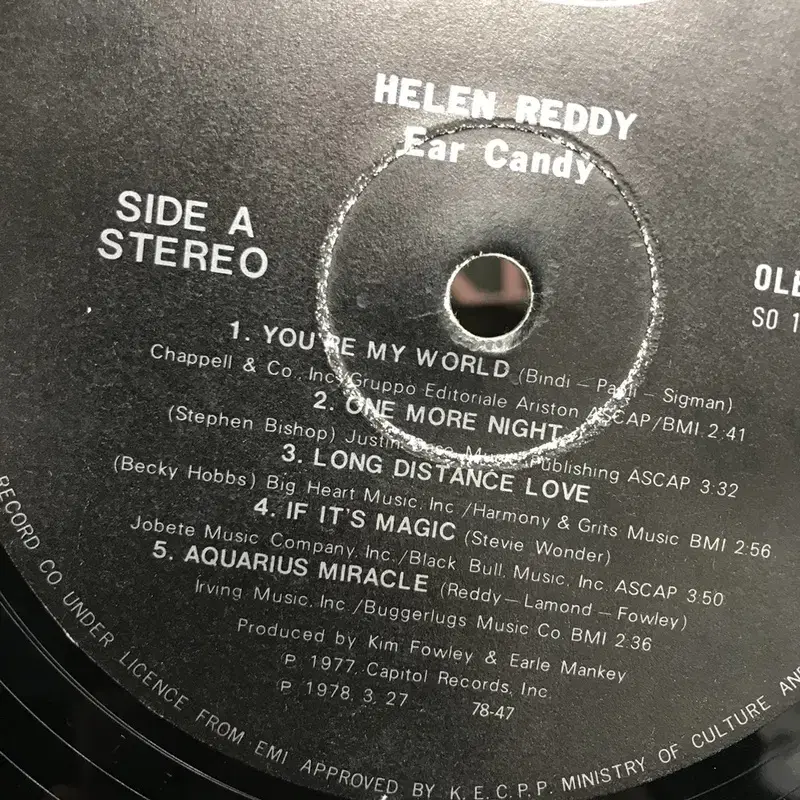 HELEN REDDY
Ear Candy
SIDE A
STEREO
OLE
SO 1
1. YOU'RE MY WORLD (Bindi – Paoli – Sigman)
Chappell & Co., Inc./Gruppo Editoriale Ariston ASCAP/BMI 2:41
2. ONE MORE NIGHT
(Stephen Bishop) Music Publishing ASCAP 3:32
3. LONG DISTANCE LOVE
(Becky Hobbs) Big Heart Music, Inc./Harmony & Grits Music BMI 2:56
4. IF IT'S MAGIC (Stevie Wonder)
Jobete Music Company, Inc./Black Bull, Music, Inc. ASCAP 3:50
5. AQUARIUS MIRACLE (Reddy – Lamond – Fowley)
Irving Music, Inc./Buggerlugs Music Co. BMI 2:36
Produced by Kim Fowley & Earle Mankey
℗ 1977, Capitol Records, Inc.
℗ 1978. 3. 27 78-47
RECORD CO UNDER LICENCE FROM EMI APPROVED BY K.E.C.P.P. MINISTRY OF CULTURE AN